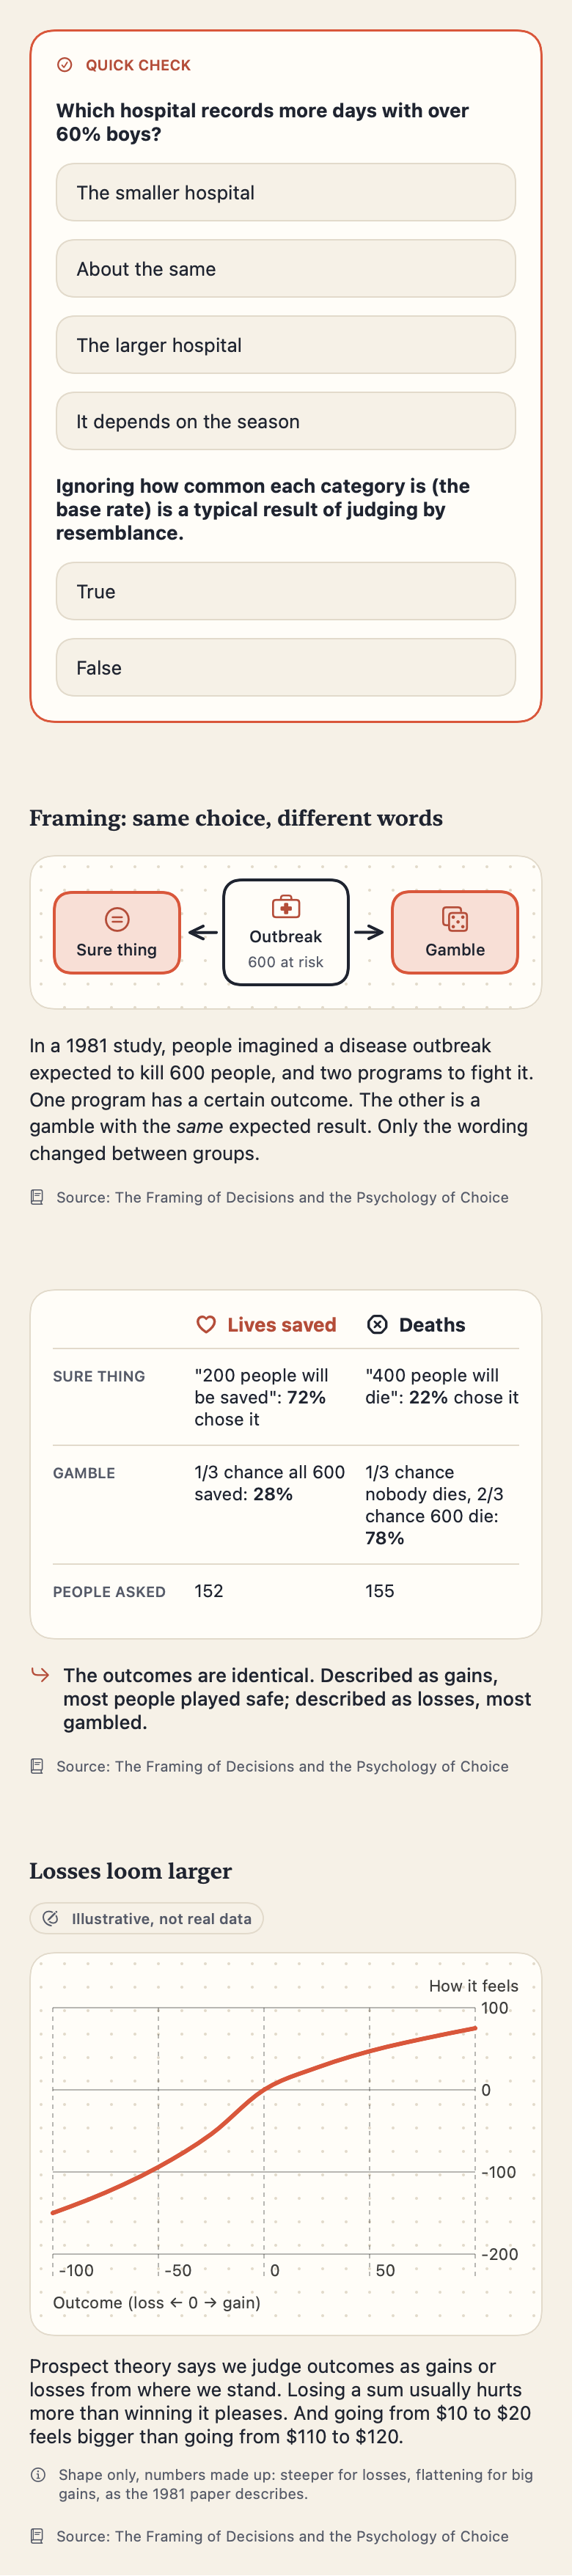 QUICK CHECK
Which hospital records more days with over
60% boys?
The smaller hospital
About the same
The larger hospital
It depends on the season
Ignoring how common each category is (the
base rate) is a typical result of judging by
resemblance.
True
False
Framing: same choice, different words
Sure thing
Outbreak
600 at risk
Gamble
In a 1981 study, people imagined a disease outbreak
expected to kill 600 people, and two programs to fight it.
One program has a certain outcome. The other is a
gamble with the same expected result. Only the wording
changed between groups.
Source: The Framing of Decisions and the Psychology of Choice
Lives saved
Deaths
SURE THING
"200 people will
be saved": 72%
chose it
"400 people will
die": 22% chose it
GAMBLE
1/3 chance all 600
saved: 28%
1/3 chance
nobody dies, 2/3
chance 600 die:
78%
PEOPLE ASKED
152
155
The outcomes are identical. Described as gains,
most people played safe; described as losses, most
gambled.
Source: The Framing of Decisions and the Psychology of Choice
Losses loom larger
Illustrative, not real data
How it feels
100
0
-100
-200
-100
-50
0
50
Outcome (loss ← 0 → gain)
Prospect theory says we judge outcomes as gains or
losses from where we stand. Losing a sum usually hurts
more than winning it pleases. And going from $10 to $20
feels bigger than going from $110 to $120.
Shape only, numbers made up: steeper for losses, flattening for big
gains, as the 1981 paper describes.
Source: The Framing of Decisions and the Psychology of Choice